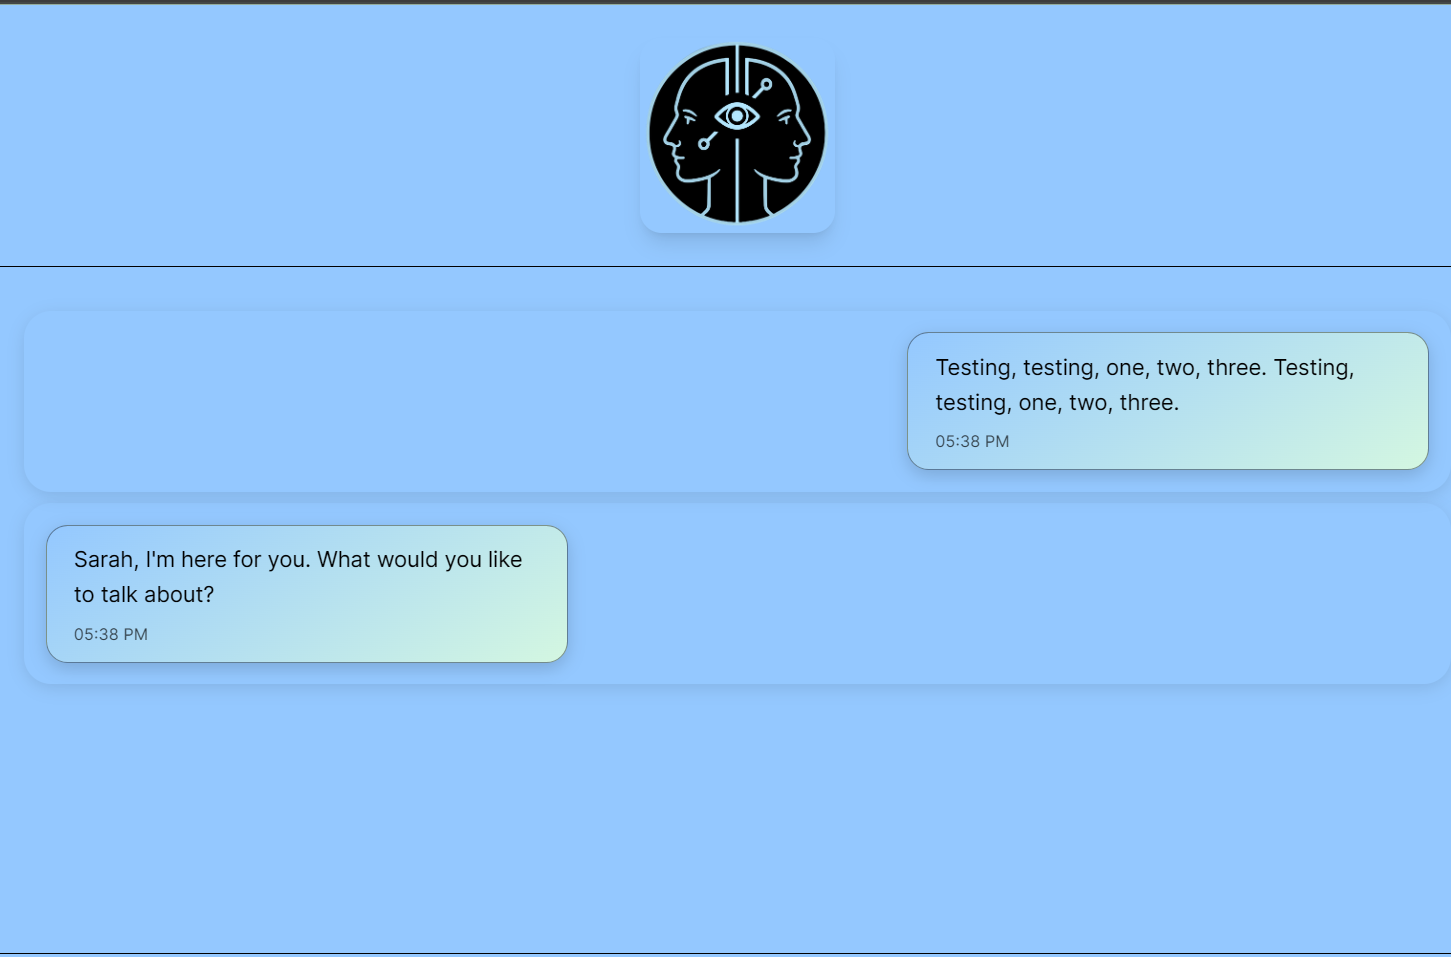 Testing, testing, one, two, three. Testing,
testing, one, two, three.
05:38 PM
Sarah, I'm here for you. What would you like
to talk about?
05:38 PM